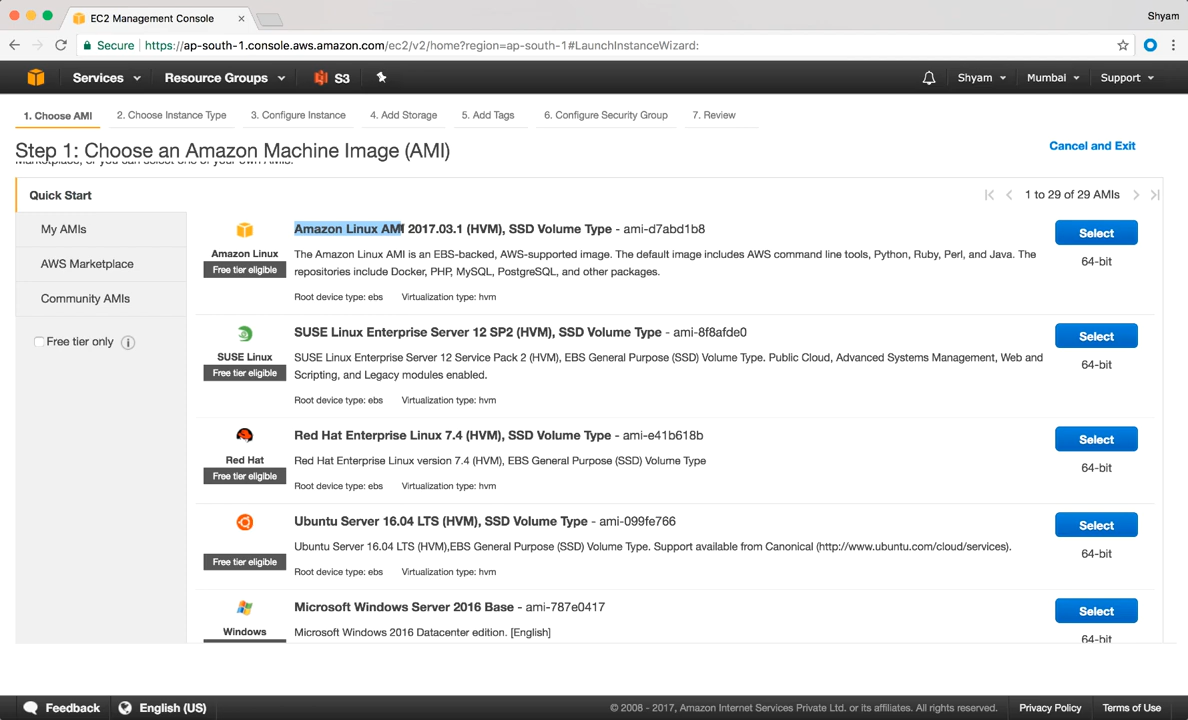 EC2 Management Console
Shyam
Secure https://ap-south-1.console.aws.amazon.com/ec2/v2/home?region=ap-south-1#LaunchInstanceWizard:
Services Resource Groups S3 Shyam Mumbai Support
1. Choose AMI 2. Choose Instance Type 3. Configure Instance 4. Add Storage 5. Add Tags 6. Configure Security Group 7. Review
Step 1: Choose an Amazon Machine Image (AMI)
Cancel and Exit
Marketplace; or you can select one of your own AMIs.
Quick Start
1 to 29 of 29 AMIs
My AMIs
AWS Marketplace
Community AMIs
Free tier only
Amazon Linux
Free tier eligible
Amazon Linux AMI 2017.03.1 (HVM), SSD Volume Type - ami-d7abd1b8
The Amazon Linux AMI is an EBS-backed, AWS-supported image. The default image includes AWS command line tools, Python, Ruby, Perl, and Java. The
repositories include Docker, PHP, MySQL, PostgreSQL, and other packages.
Root device type: ebs Virtualization type: hvm
Select
64-bit
SUSE Linux
Free tier eligible
SUSE Linux Enterprise Server 12 SP2 (HVM), SSD Volume Type - ami-8f8afde0
SUSE Linux Enterprise Server 12 Service Pack 2 (HVM), EBS General Purpose (SSD) Volume Type. Public Cloud, Advanced Systems Management, Web and
Scripting, and Legacy modules enabled.
Root device type: ebs Virtualization type: hvm
Select
64-bit
Red Hat
Free tier eligible
Red Hat Enterprise Linux 7.4 (HVM), SSD Volume Type - ami-e41b618b
Red Hat Enterprise Linux version 7.4 (HVM), EBS General Purpose (SSD) Volume Type
Root device type: ebs Virtualization type: hvm
Select
64-bit
Free tier eligible
Ubuntu Server 16.04 LTS (HVM), SSD Volume Type - ami-099fe766
Ubuntu Server 16.04 LTS (HVM),EBS General Purpose (SSD) Volume Type. Support available from Canonical (http://www.ubuntu.com/cloud/services).
Root device type: ebs Virtualization type: hvm
Select
64-bit
Windows
Microsoft Windows Server 2016 Base - ami-787e0417
Microsoft Windows 2016 Datacenter edition. [English]
Select
64-bit
Feedback English (US) © 2008 - 2017, Amazon Internet Services Private Ltd. or its affiliates. All rights reserved. Privacy Policy Terms of Use